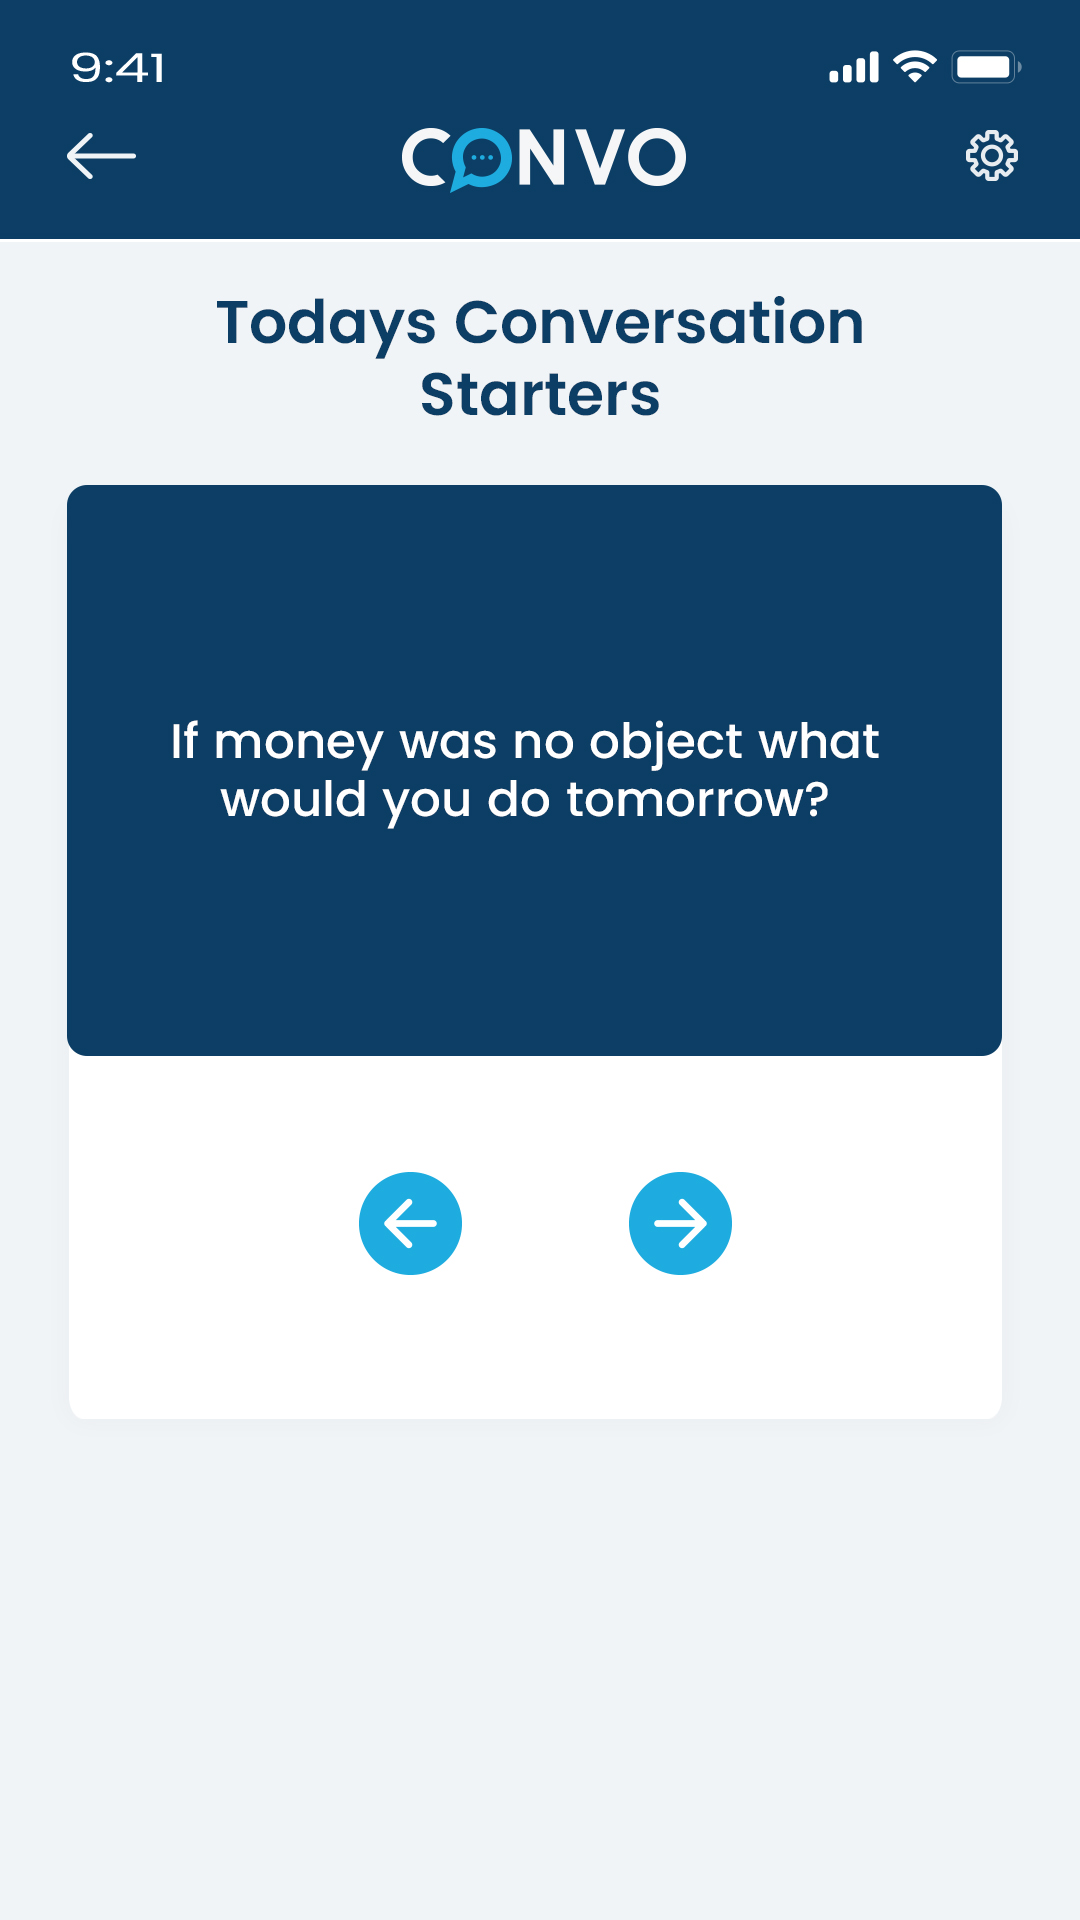 9:41
CONVO
Todays Conversation
Starters
If money was no object what
would you do tomorrow?